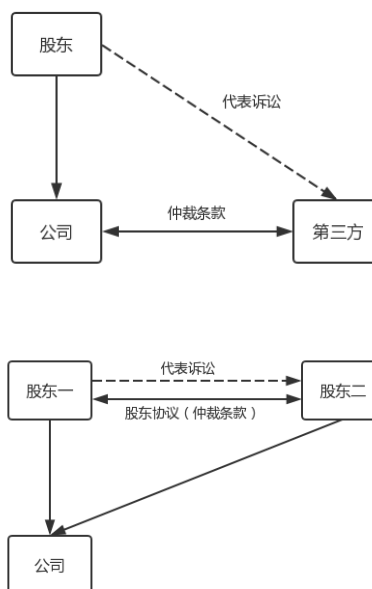 股东
代表诉讼
公司
仲裁条款
第三方
股东一
代表诉讼
股东协议（仲裁条款）
股东二
公司